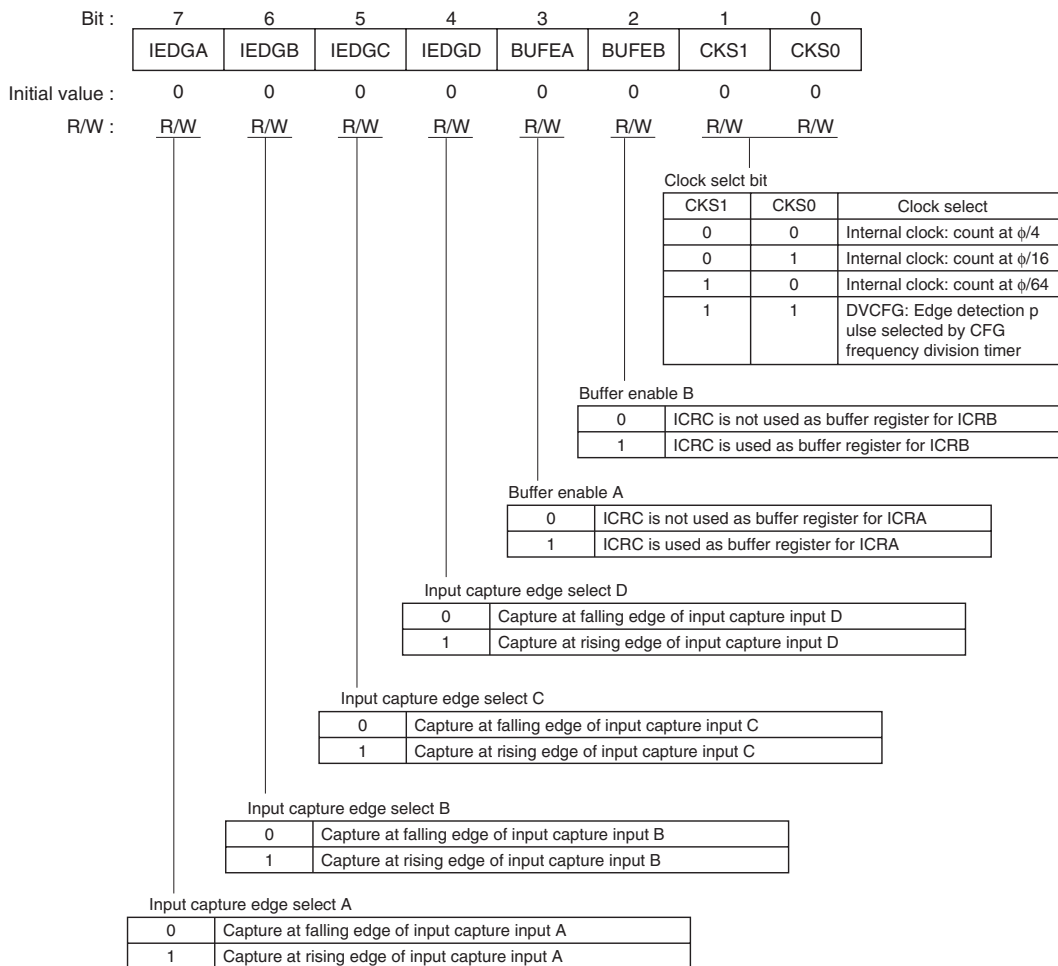 Bit : 7 6 5 4 3 2 1 0
IEDGA IEDGB IEDGC IEDGD BUFEA BUFEB CKS1 CKS0
Initial value : 0 0 0 0 0 0 0 0
R/W : R/W R/W R/W R/W R/W R/W R/W R/W
Clock selct bit
CKS1 CKS0 Clock select
0 0 Internal clock: count at ϕ/4
0 1 Internal clock: count at ϕ/16
1 0 Internal clock: count at ϕ/64
1 1 DVCFG: Edge detection p
ulse selected by CFG
frequency division timer
Buffer enable B
0 ICRC is not used as buffer register for ICRB
1 ICRC is used as buffer register for ICRB
Buffer enable A
0 ICRC is not used as buffer register for ICRA
1 ICRC is used as buffer register for ICRA
Input capture edge select D
0 Capture at falling edge of input capture input D
1 Capture at rising edge of input capture input D
Input capture edge select C
0 Capture at falling edge of input capture input C
1 Capture at rising edge of input capture input C
Input capture edge select B
0 Capture at falling edge of input capture input B
1 Capture at rising edge of input capture input B
Input capture edge select A
0 Capture at falling edge of input capture input A
1 Capture at rising edge of input capture input A